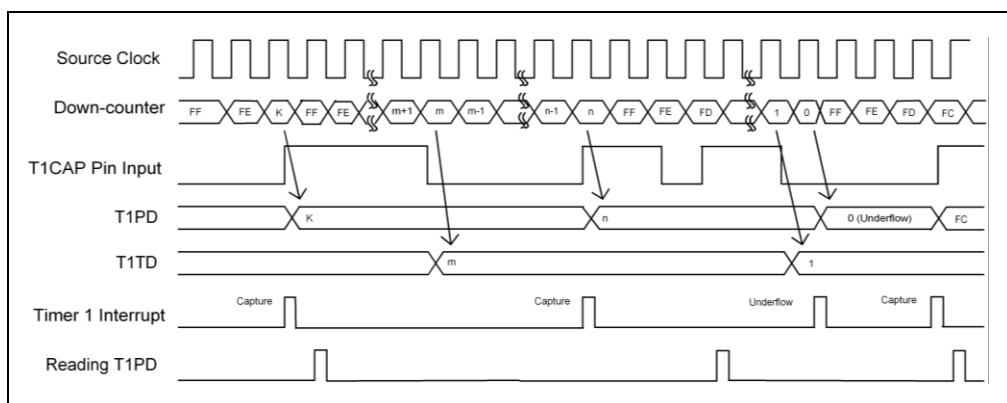 Source Clock
Down-counter FF FE K FF FE m+1 m m-1 n-1 n FF FE FD 1 0 FF FE FD FC
T1CAP Pin Input
T1PD K n 0 (Underflow) FC
T1TD m 1
Timer 1 Interrupt Capture Capture Underflow Capture
Reading T1PD